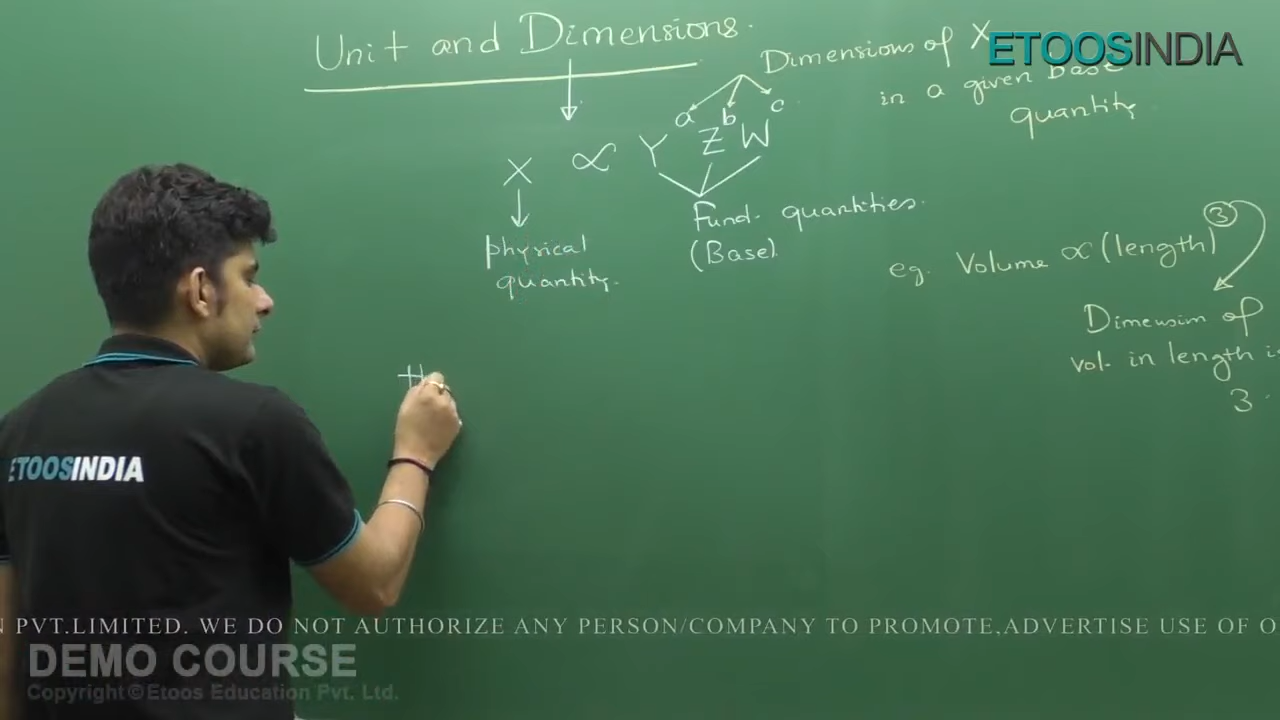 Unit and Dimensions.
ETOOSINDIA
Dimensions of X
in a given base
quantity
X ∝ Y^a Z^b W^c
physical
quantity.
Fund. quantities.
(Base)
eg. Volume ∝ (length)^3
Dimension of
vol. in length is
3.
#
ETOOSINDIA
N PVT.LIMITED. WE DO NOT AUTHORIZE ANY PERSON/COMPANY TO PROMOTE,ADVERTISE USE OF O
DEMO COURSE
Copyright©Etoos Education Pvt. Ltd.